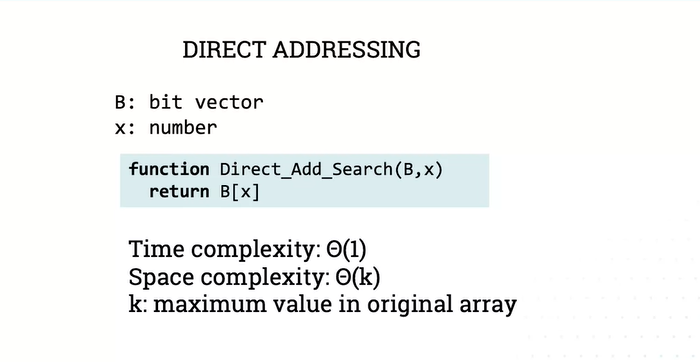 DIRECT ADDRESSING
B: bit vector
x: number
function Direct_Add_Search(B,x)
return B[x]
Time complexity: Θ(1)
Space complexity: Θ(k)
k: maximum value in original array